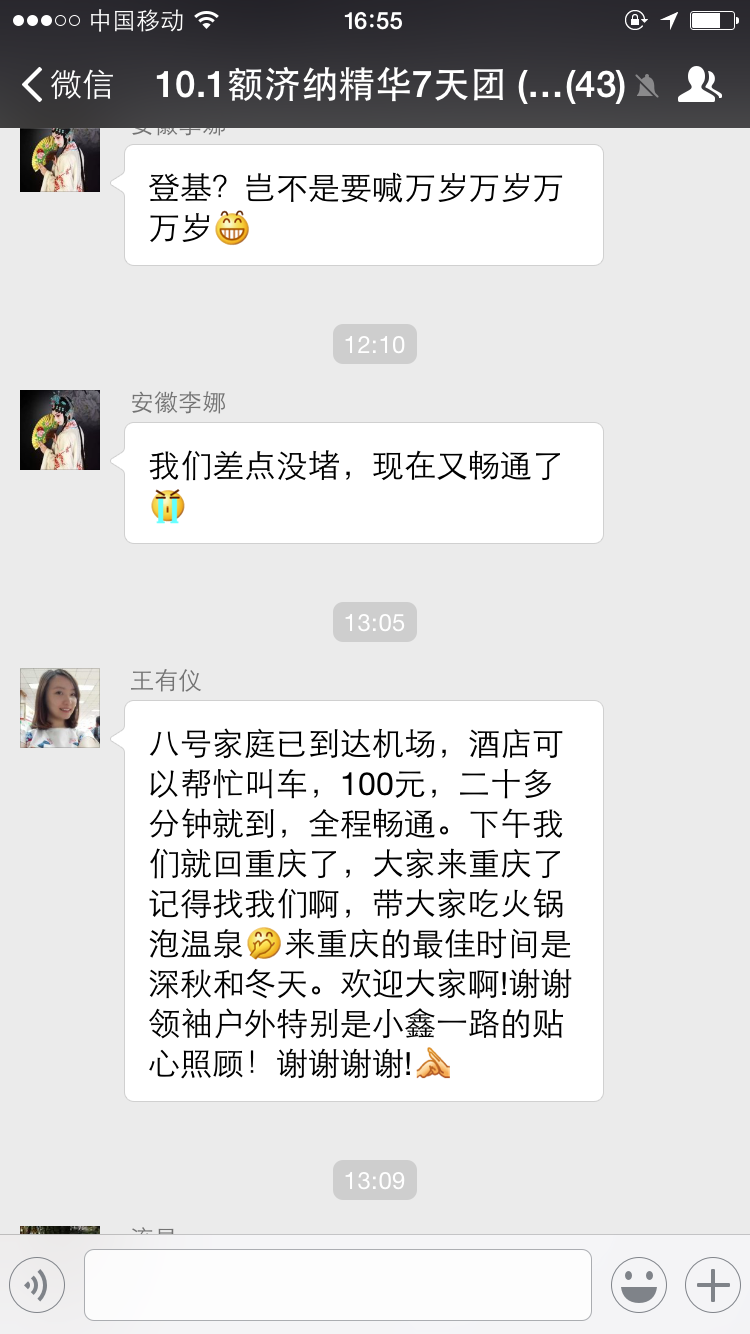 中国移动 16:55
微信 10.1额济纳精华7天团 (...(43)
安徽李娜
登基？岂不是要喊万岁万岁万
万岁
12:10
安徽李娜
我们差点没堵，现在又畅通了
13:05
王有仪
八号家庭已到达机场，酒店可
以帮忙叫车，100元，二十多
分钟就到，全程畅通。下午我
们就回重庆了，大家来重庆了
记得找我们啊，带大家吃火锅
泡温泉来重庆的最佳时间是
深秋和冬天。欢迎大家啊!谢谢
领袖户外特别是小鑫一路的贴
心照顾！谢谢谢谢!
13:09